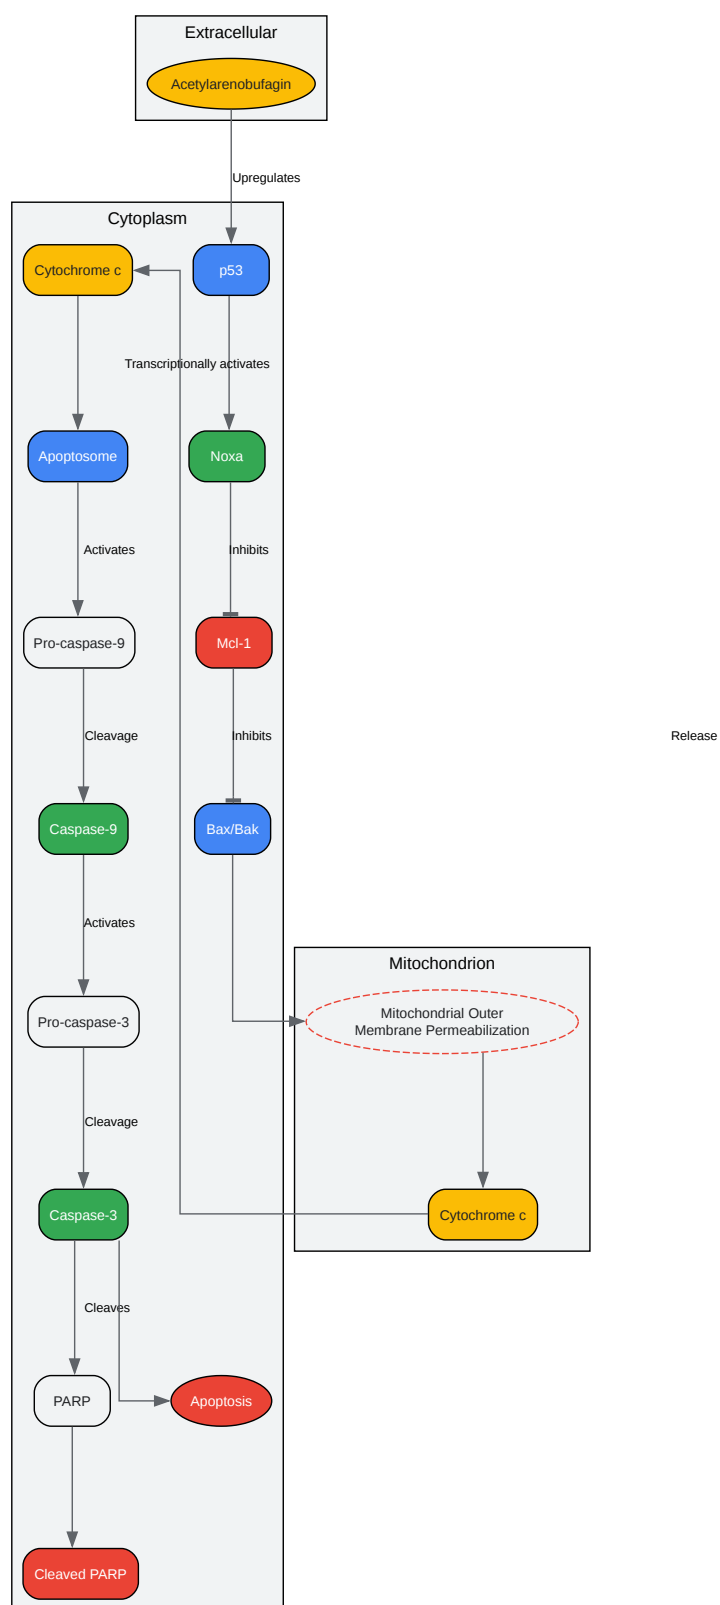 Extracellular
Acetylarenobufagin
Upregulates
Cytoplasm
Cytochrome c
p53
Transcriptionally activates
Apoptosome
Noxa
Activates
Inhibits
Pro-caspase-9
Mcl-1
Cleavage
Inhibits
Release
Caspase-9
Bax/Bak
Activates
Mitochondrion
Pro-caspase-3
Mitochondrial Outer
Membrane Permeabilization
Cleavage
Caspase-3
Cytochrome c
Cleaves
PARP
Apoptosis
Cleaved PARP